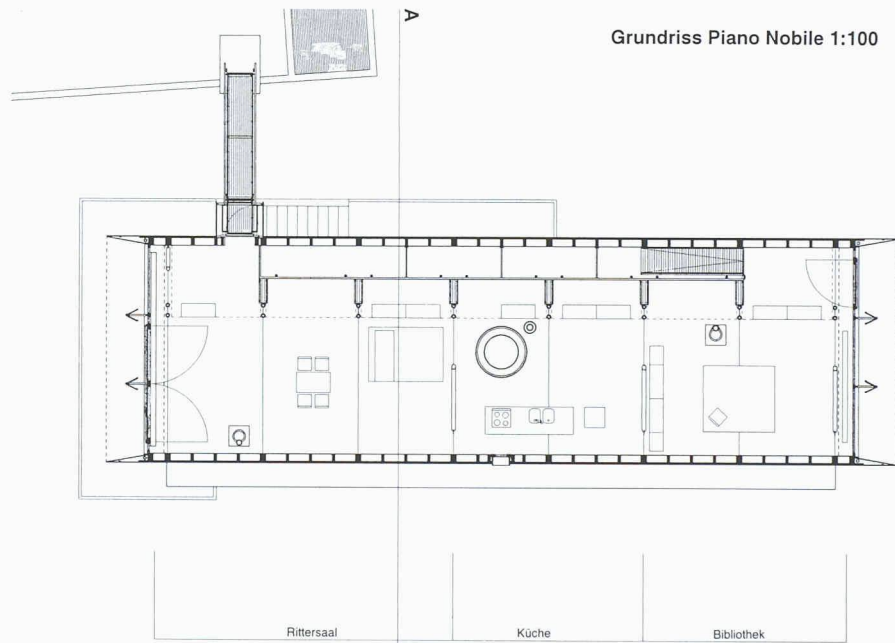 A
Grundriss Piano Nobile 1:100
Rittersaal
Küche
Bibliothek